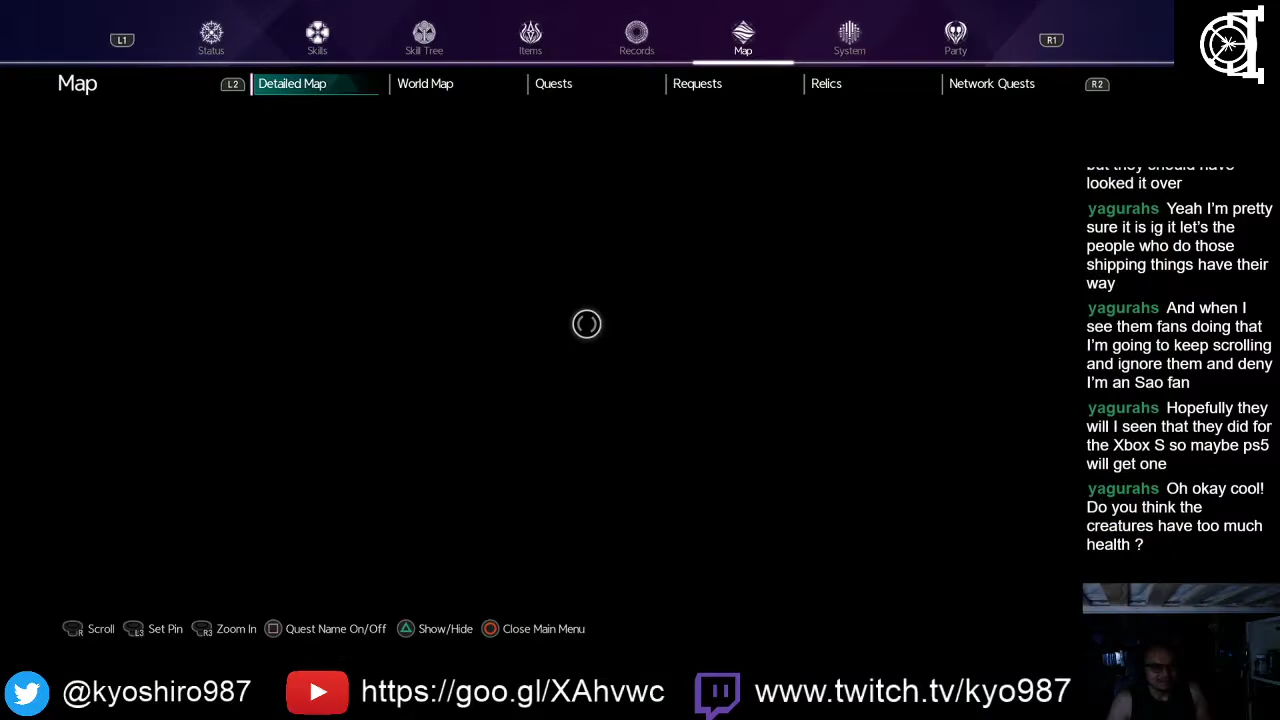 L1
Status
Skills
Skill Tree
Items
Records
Map
System
Party
R1
Map
L2
Detailed Map
World Map
Quests
Requests
Relics
Network Quests
R2
but they should have
looked it over
yagurahs Yeah I'm pretty
sure it is ig it let's the
people who do those
shipping things have their
way
yagurahs And when I
see them fans doing that
I'm going to keep scrolling
and ignore them and deny
I'm an Sao fan
yagurahs Hopefully they
will I seen that they did for
the Xbox S so maybe ps5
will get one
yagurahs Oh okay cool!
Do you think the
creatures have too much
health ?
R Scroll
L3 Set Pin
R3 Zoom In
Quest Name On/Off
Show/Hide
Close Main Menu
@kyoshiro987
https://goo.gl/XAhvwc
www.twitch.tv/kyo987